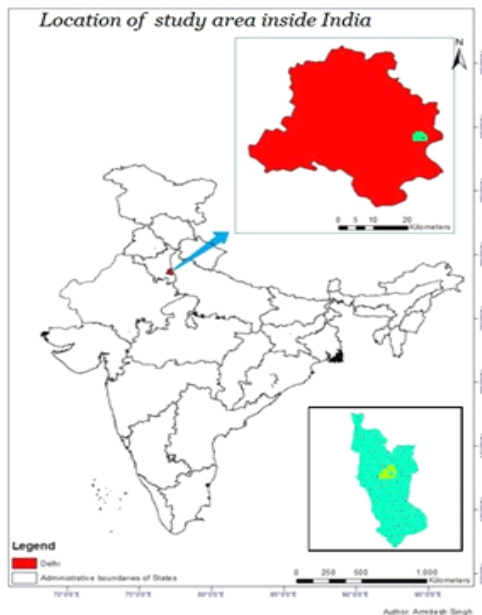 Location of study area inside India
N
0 5 10 20
Kilometers
Legend
Delhi
Administrative boundaries of States
0 250 500 1,000
Kilometers
Author: Amritesh Singh